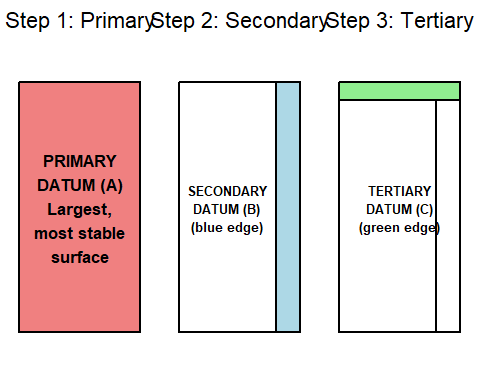 Step 1: Primary
Step 2: Secondary
Step 3: Tertiary
PRIMARY
DATUM (A)
Largest,
most stable
surface
SECONDARY
DATUM (B)
(blue edge)
TERTIARY
DATUM (C)
(green edge)